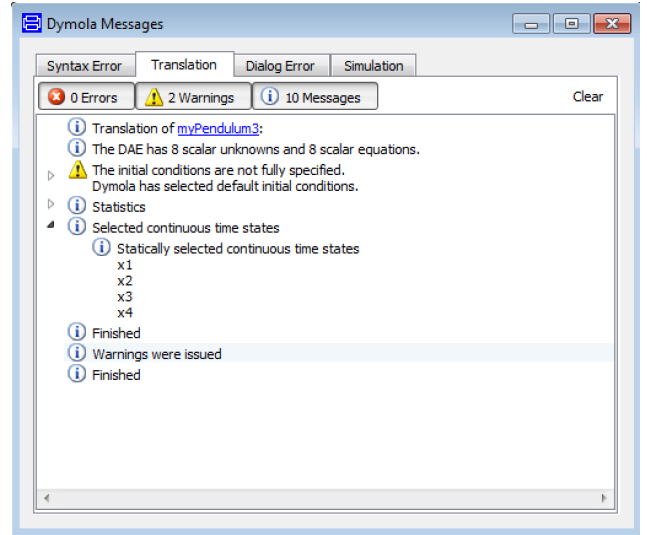 Dymola Messages
Syntax Error Translation Dialog Error Simulation
0 Errors 2 Warnings 10 Messages Clear
Translation of myPendulum3:
The DAE has 8 scalar unknowns and 8 scalar equations.
The initial conditions are not fully specified.
Dymola has selected default initial conditions.
Statistics
Selected continuous time states
Statically selected continuous time states
x1
x2
x3
x4
Finished
Warnings were issued
Finished